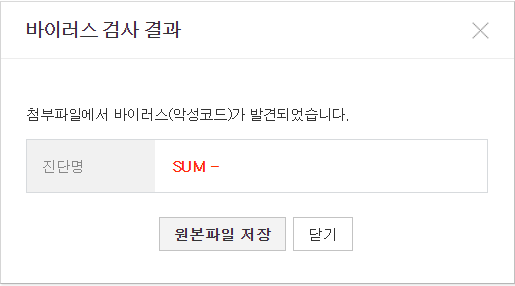 바이러스 검사 결과
첨부파일에서 바이러스(악성코드)가 발견되었습니다.
진단명 SUM -
원본파일 저장 닫기